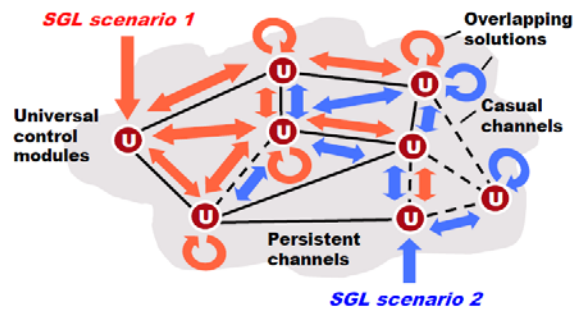 SGL scenario 1
Overlapping
solutions
U
U
Casual
channels
Universal
control
modules
U
U
U
U
U
U
Persistent
channels
SGL scenario 2